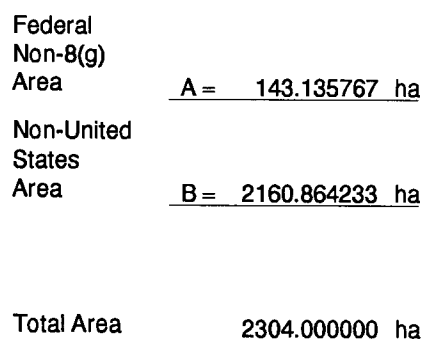 Federal
Non-8(g)
Area A = 143.135767 ha
Non-United
States
Area B = 2160.864233 ha
Total Area 2304.000000 ha